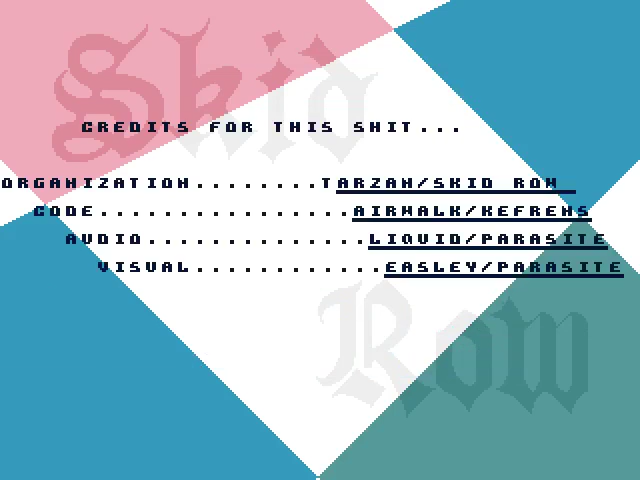 Skid
CREDITS FOR THIS SHIT...
ORGANIZATION........TARZAN/SKID ROW
CODE................AIRWALK/KEFRENS
AUDIO..............LIQUID/PARASITE
VISUAL............EASLEY/PARASITE
Row